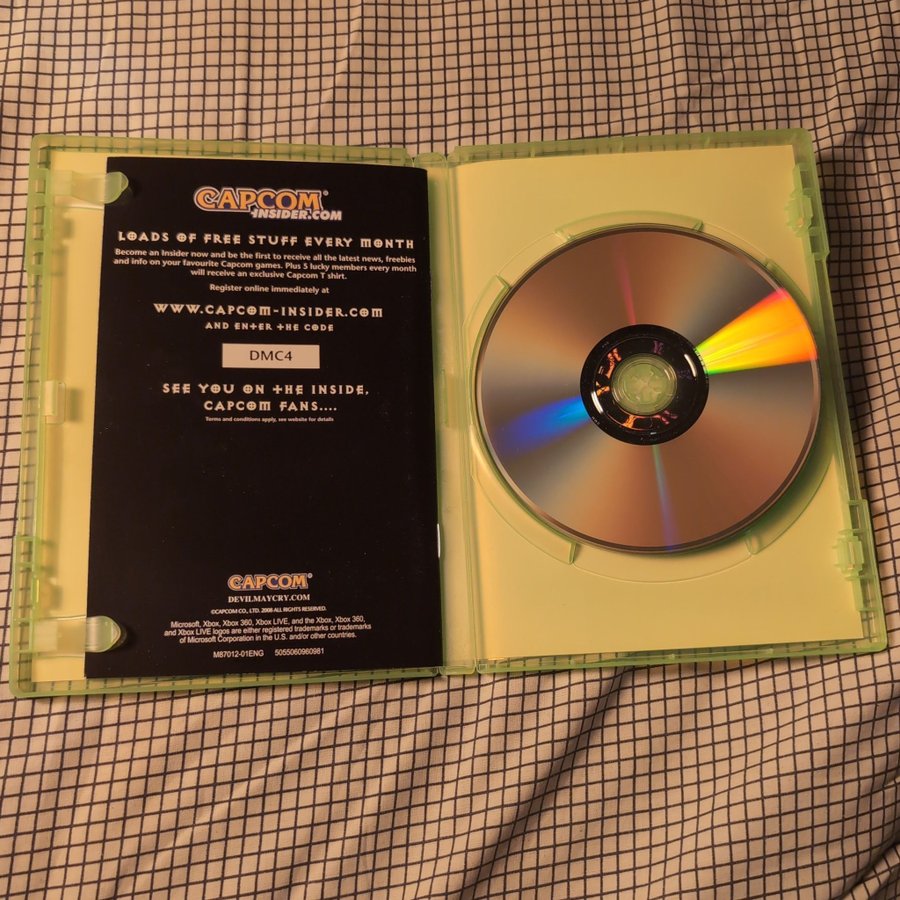 CAPCOM®
INSIDER.COM
LOADS OF FREE STUFF EVERY MONTH
Become an Insider now and be the first to receive all the latest news, freebies
and info on your favourite Capcom games. Plus 5 lucky members every month
will receive an exclusive Capcom T shirt.
Register online immediately at
WWW.CAPCOM-INSIDER.COM
AND ENTER THE CODE
DMC4
SEE YOU ON THE INSIDE,
CAPCOM FANS....
Terms and conditions apply, see website for details
CAPCOM®
DEVILMAYCRY.COM
©CAPCOM CO., LTD. 2008 ALL RIGHTS RESERVED.
Microsoft, Xbox, Xbox 360, Xbox LIVE, and the Xbox, Xbox 360,
and Xbox LIVE logos are either registered trademarks or trademarks
of Microsoft Corporation in the U.S. and/or other countries.
M87012-01ENG 5055060960981